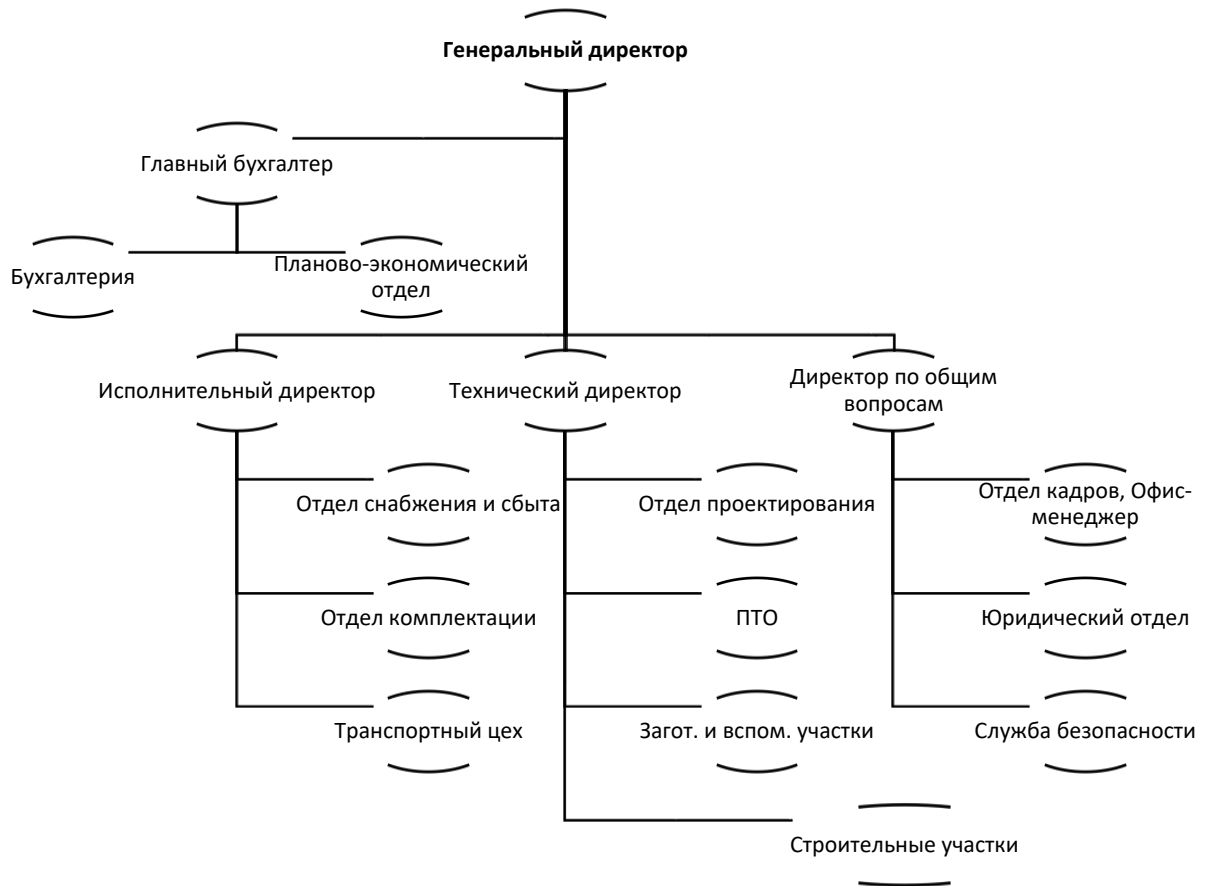 Генеральный директор
Главный бухгалтер
Бухгалтерия
Планово-экономический
отдел
Исполнительный директор
Технический директор
Директор по общим
вопросам
Отдел снабжения и сбыта
Отдел проектирования
Отдел кадров, Офис-
менеджер
Отдел комплектации
ПТО
Юридический отдел
Транспортный цех
Загот. и вспом. участки
Служба безопасности
Строительные участки